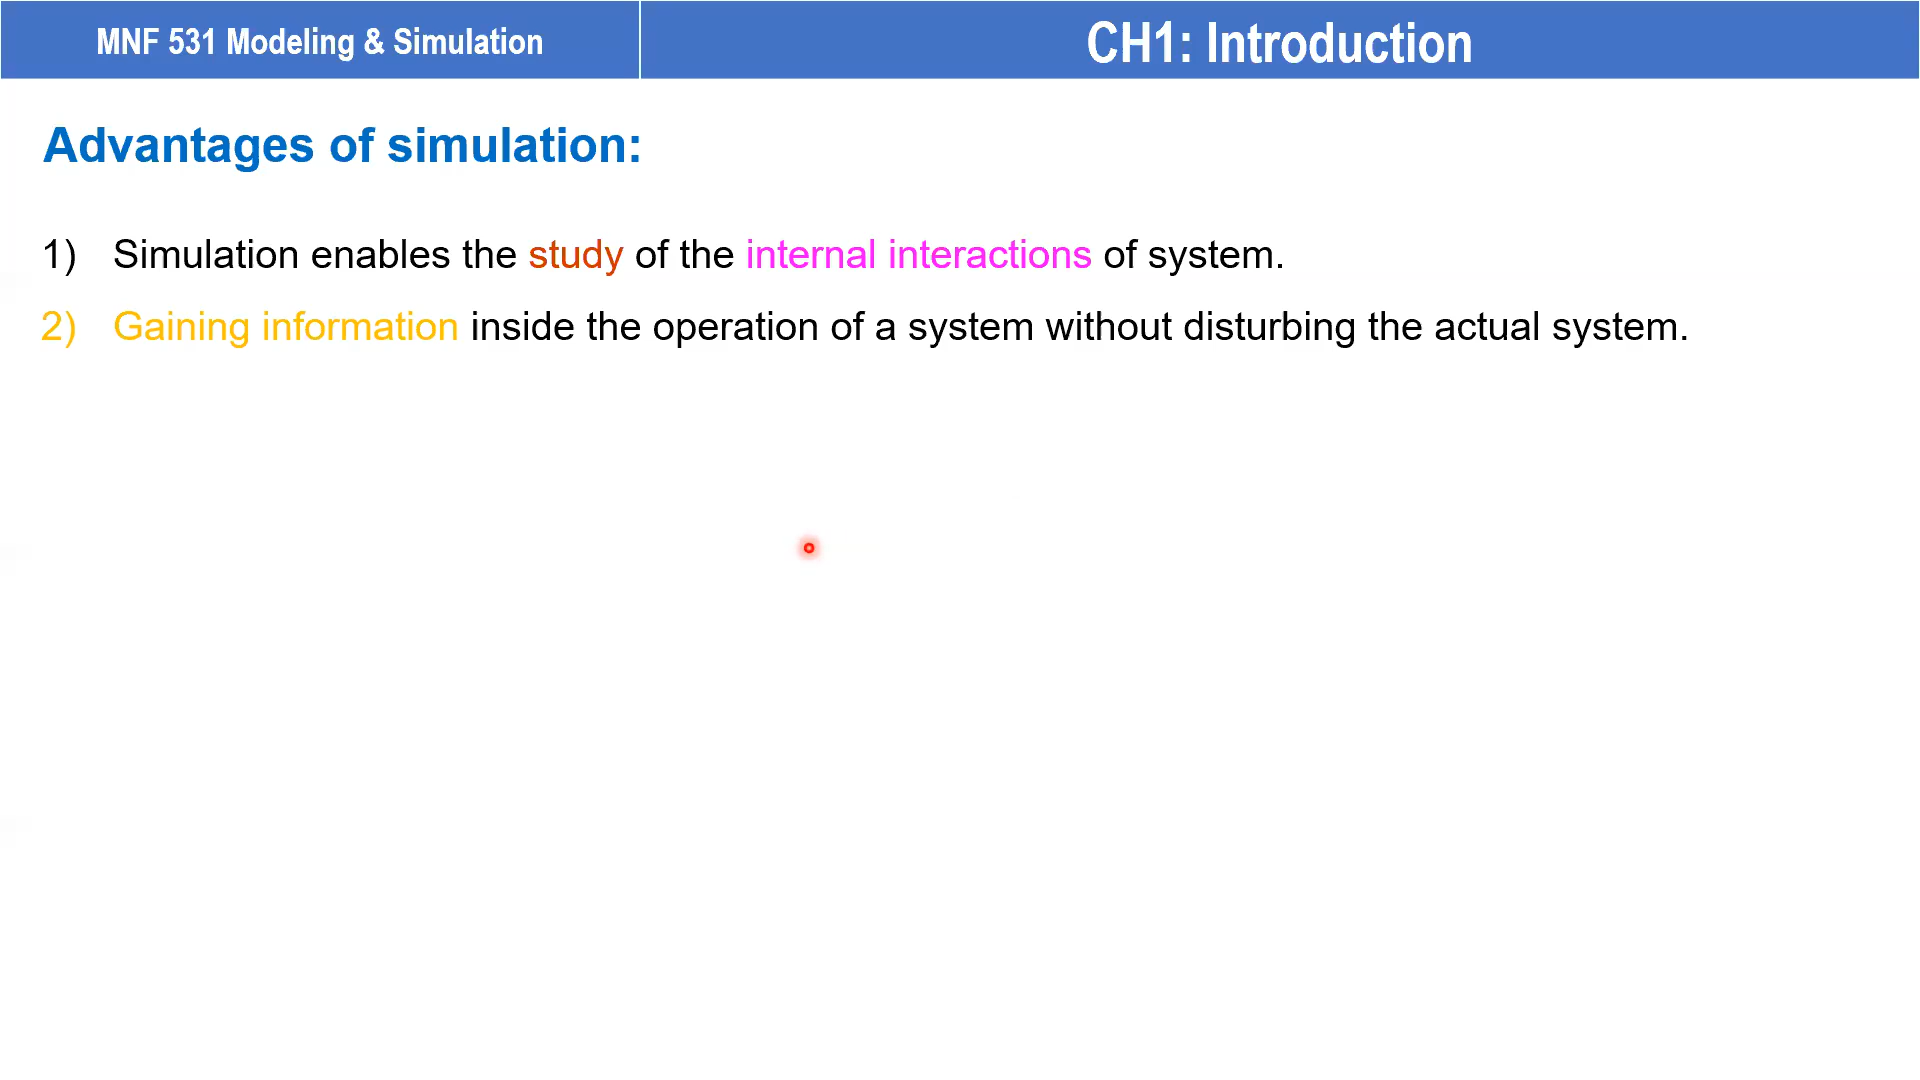 MNF 531 Modeling & Simulation
CH1: Introduction
Advantages of simulation:
1) Simulation enables the study of the internal interactions of system.
2) Gaining information inside the operation of a system without disturbing the actual system.